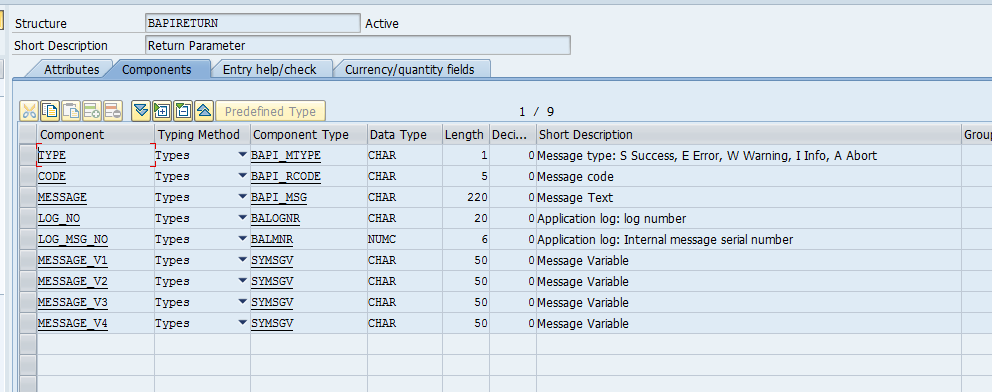 Structure BAPIRETURN Active
Short Description Return Parameter
Attributes Components Entry help/check Currency/quantity fields
Predefined Type 1 / 9
Component Typing Method Component Type Data Type Length Deci... Short Description Group
TYPE Types BAPI_MTYPE CHAR 1 0 Message type: S Success, E Error, W Warning, I Info, A Abort
CODE Types BAPI_RCODE CHAR 5 0 Message code
MESSAGE Types BAPI_MSG CHAR 220 0 Message Text
LOG_NO Types BALOGNR CHAR 20 0 Application log: log number
LOG_MSG_NO Types BALMNR NUMC 6 0 Application log: Internal message serial number
MESSAGE_V1 Types SYMSGV CHAR 50 0 Message Variable
MESSAGE_V2 Types SYMSGV CHAR 50 0 Message Variable
MESSAGE_V3 Types SYMSGV CHAR 50 0 Message Variable
MESSAGE_V4 Types SYMSGV CHAR 50 0 Message Variable